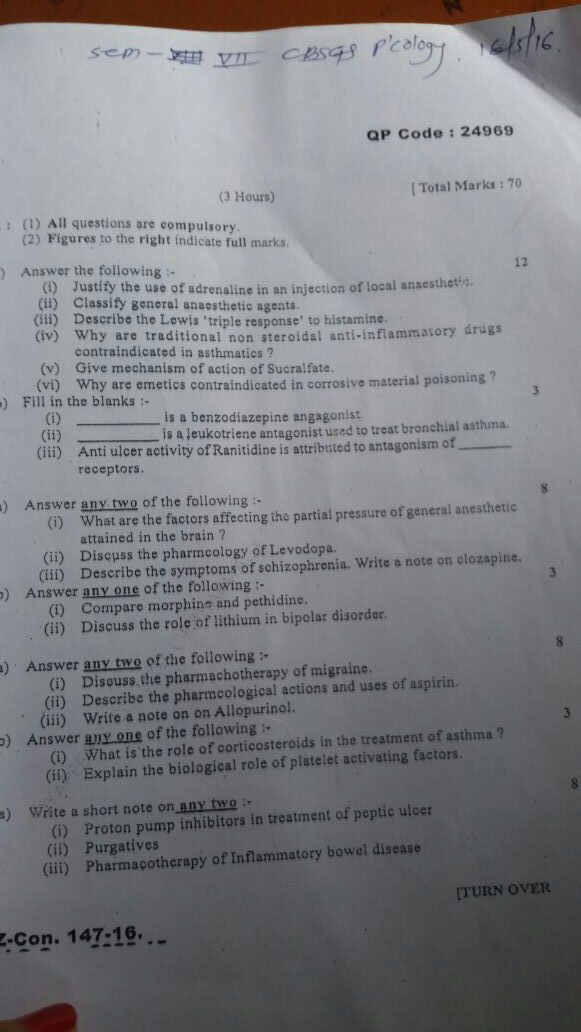 sem - VII CBSGS P'cology. 16/5/16.
QP Code : 24969
(3 Hours) [ Total Marks : 70
: (1) All questions are compulsory.
(2) Figures to the right indicate full marks.
) Answer the following :- 12
(i) Justify the use of adrenaline in an injection of local anaesthetic.
(ii) Classify general anaesthetic agents.
(iii) Describe the Lewis 'triple response' to histamine.
(iv) Why are traditional non steroidal anti-inflammatory drugs
contraindicated in asthmatics ?
(v) Give mechanism of action of Sucralfate.
(vi) Why are emetics contraindicated in corrosive material poisoning ?
) Fill in the blanks :- 3
(i) ________ is a benzodiazepine angagonist.
(ii) ________ is a leukotriene antagonist used to treat bronchial asthma.
(iii) Anti ulcer activity of Ranitidine is attributed to antagonism of ______
receptors.
) Answer any two of the following :- 8
(i) What are the factors affecting the partial pressure of general anesthetic
attained in the brain ?
(ii) Discuss the pharmcology of Levodopa.
(iii) Describe the symptoms of schizophrenia. Write a note on clozapine.
) Answer any one of the following :- 3
(i) Compare morphine and pethidine.
(ii) Discuss the role of lithium in bipolar disorder.
) Answer any two of the following :- 8
(i) Discuss the pharmachotherapy of migraine.
(ii) Describe the pharmcological actions and uses of aspirin.
(iii) Write a note on on Allopurinol.
) Answer any one of the following :- 3
(i) What is the role of corticosteroids in the treatment of asthma ?
(ii) Explain the biological role of platelet activating factors.
a) Write a short note on any two :- 8
(i) Proton pump inhibitors in treatment of peptic ulcer
(ii) Purgatives
(iii) Pharmacotherapy of Inflammatory bowel disease
[TURN OVER
Z-Con. 147-16.